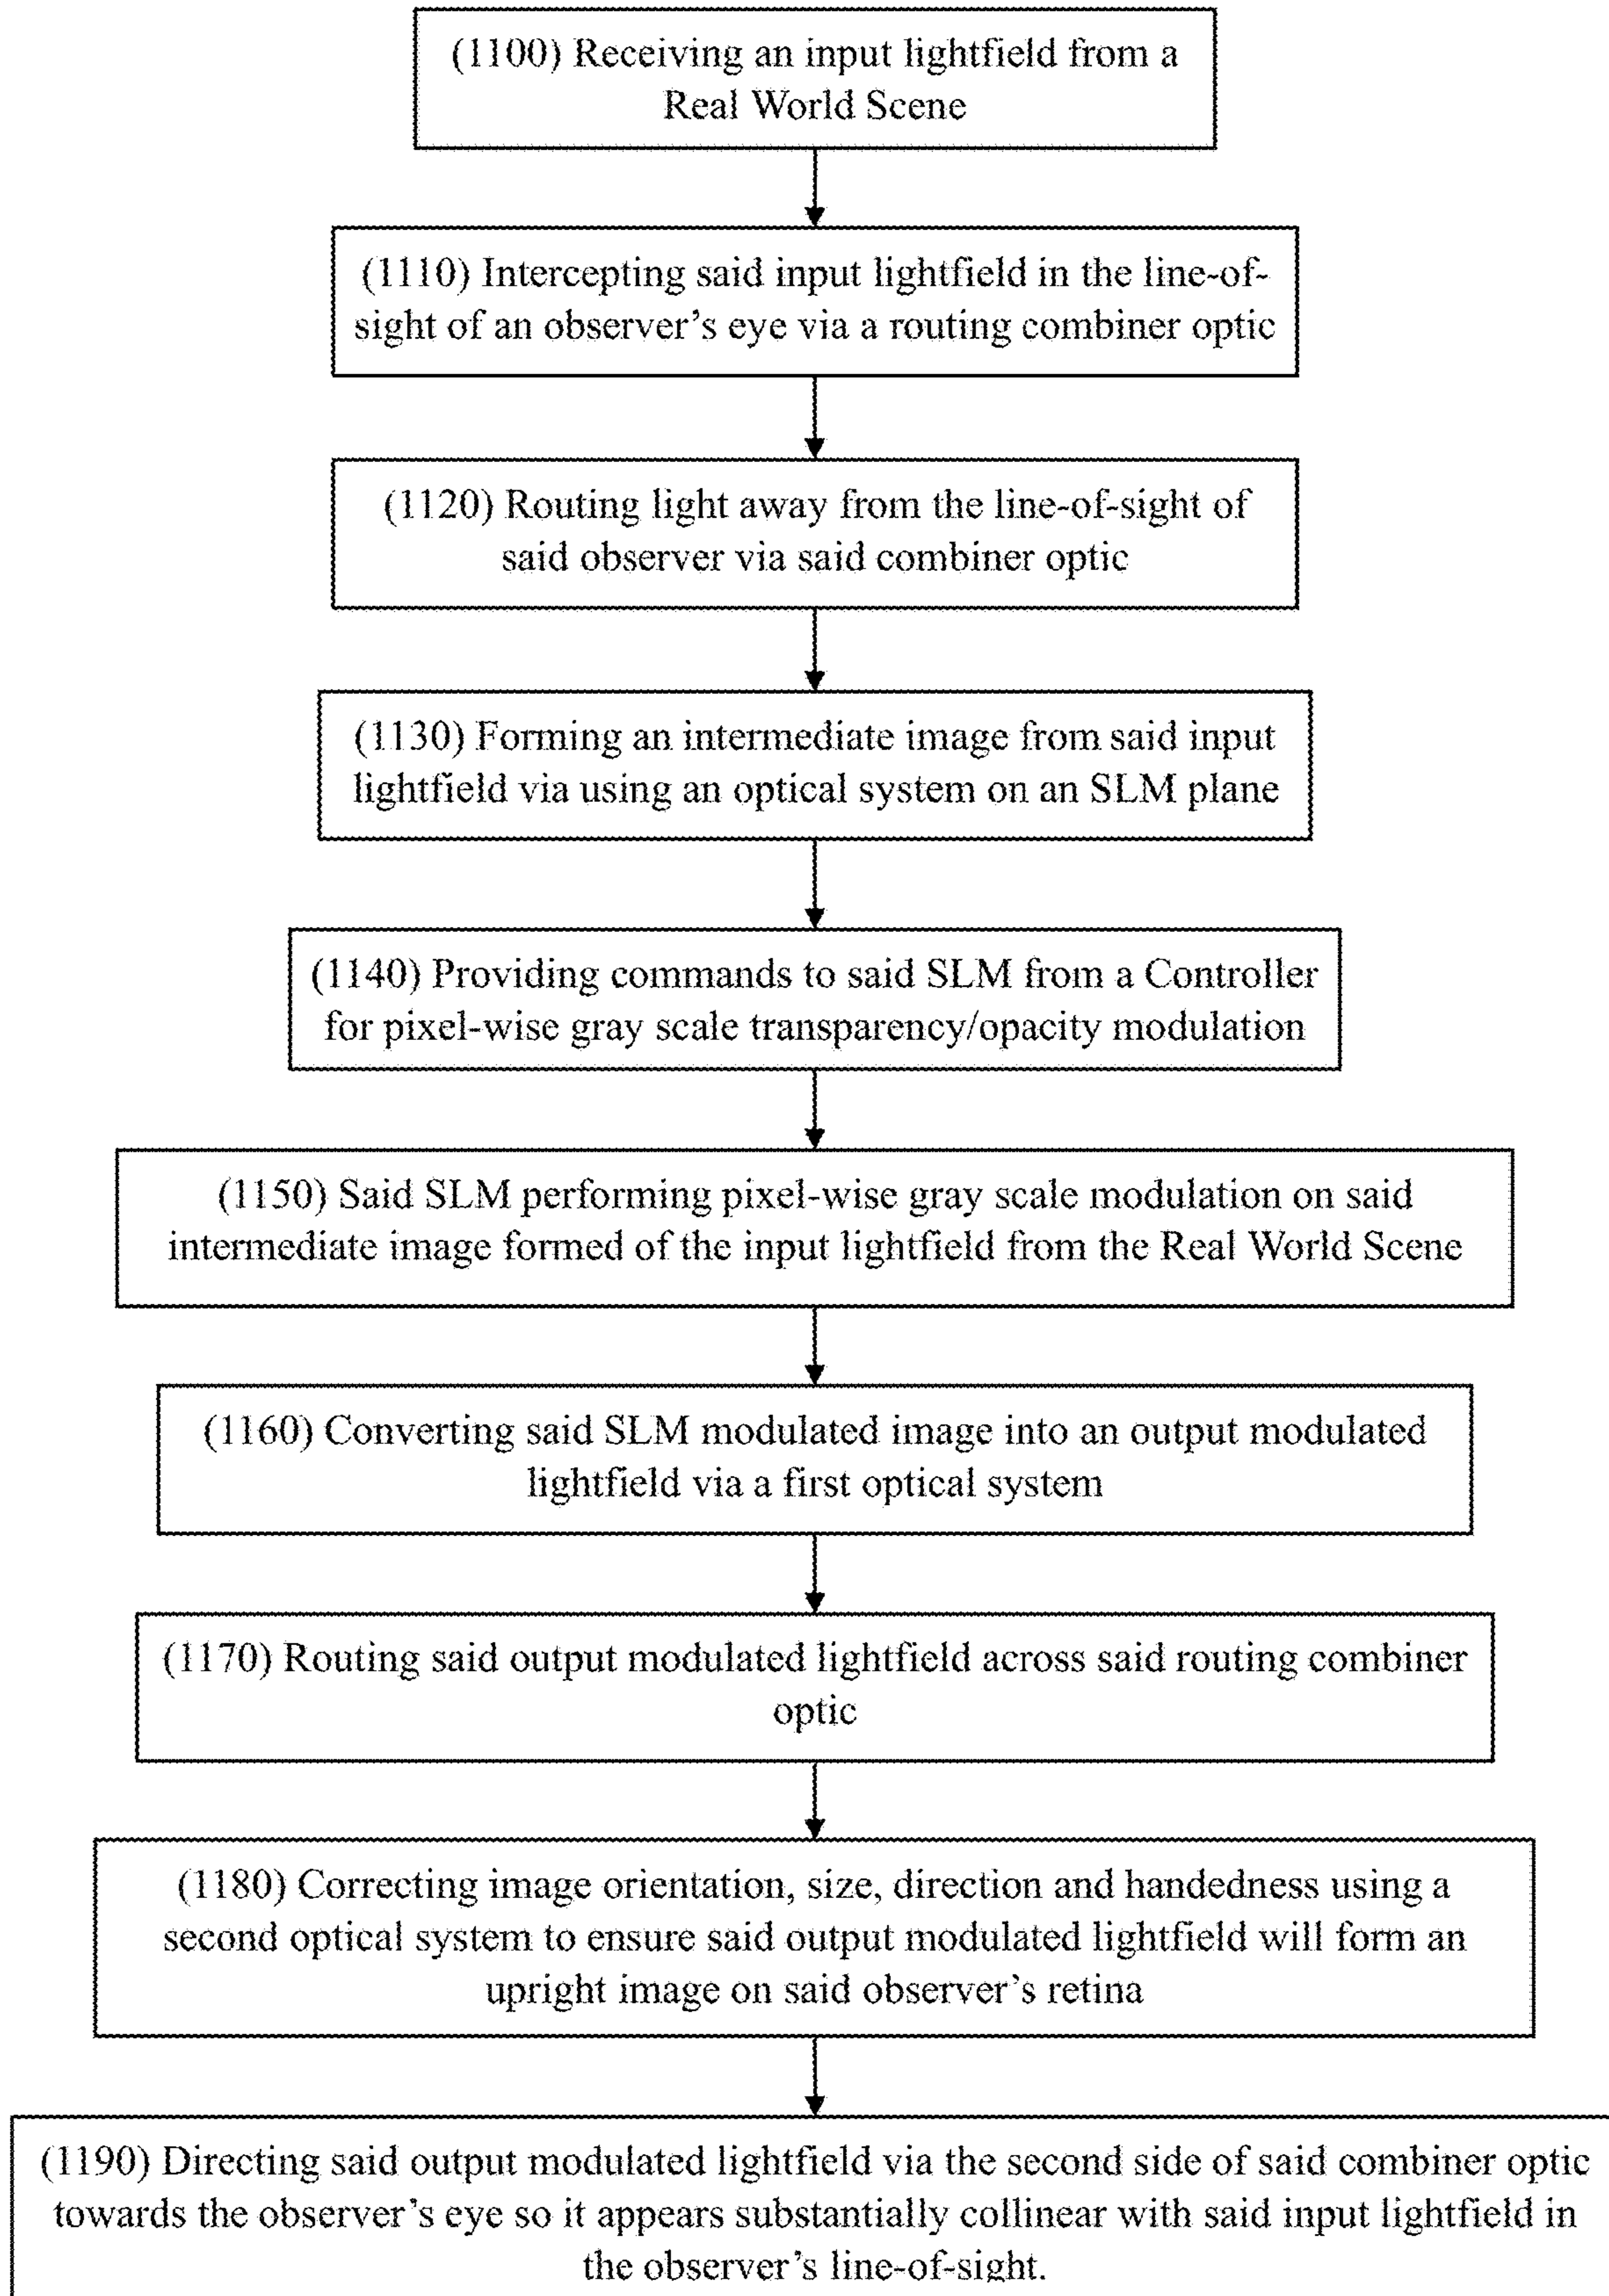 (1100) Receiving an input lightfield from a
Real World Scene
(1110) Intercepting said input lightfield in the line-of-
sight of an observer's eye via a routing combiner optic
(1120) Routing light away from the line-of-sight of
said observer via said combiner optic
(1130) Forming an intermediate image from said input
lightfield via using an optical system on an SLM plane
(1140) Providing commands to said SLM from a Controller
for pixel-wise gray scale transparency/opacity modulation
(1150) Said SLM performing pixel-wise gray scale modulation on said
intermediate image formed of the input lightfield from the Real World Scene
(1160) Converting said SLM modulated image into an output modulated
lightfield via a first optical system
(1170) Routing said output modulated lightfield across said routing combiner
optic
(1180) Correcting image orientation, size, direction and handedness using a
second optical system to ensure said output modulated lightfield will form an
upright image on said observer's retina
(1190) Directing said output modulated lightfield via the second side of said combiner optic
towards the observer's eye so it appears substantially collinear with said input lightfield in
the observer's line-of-sight.